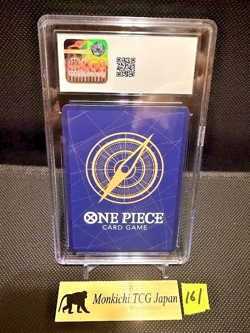 ONE PIECE
CARD GAME
Monkichi TCG Japan
161